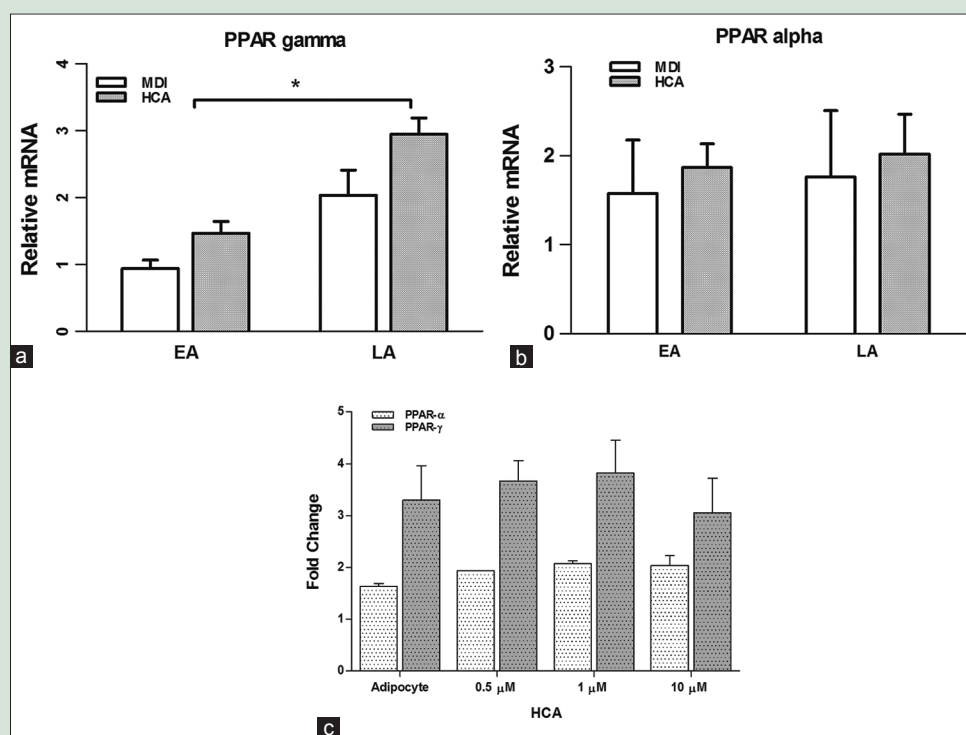 PPAR gamma
4
3
2
1
0
Relative mRNA
MDI
HCA
*
EA
LA
a
PPAR alpha
3
2
1
0
Relative mRNA
MDI
HCA
EA
LA
b
5
4
3
2
1
0
Fold Change
PPAR-α
PPAR-γ
Adipocyte
0.5 μM
1 μM
10 μM
HCA
c